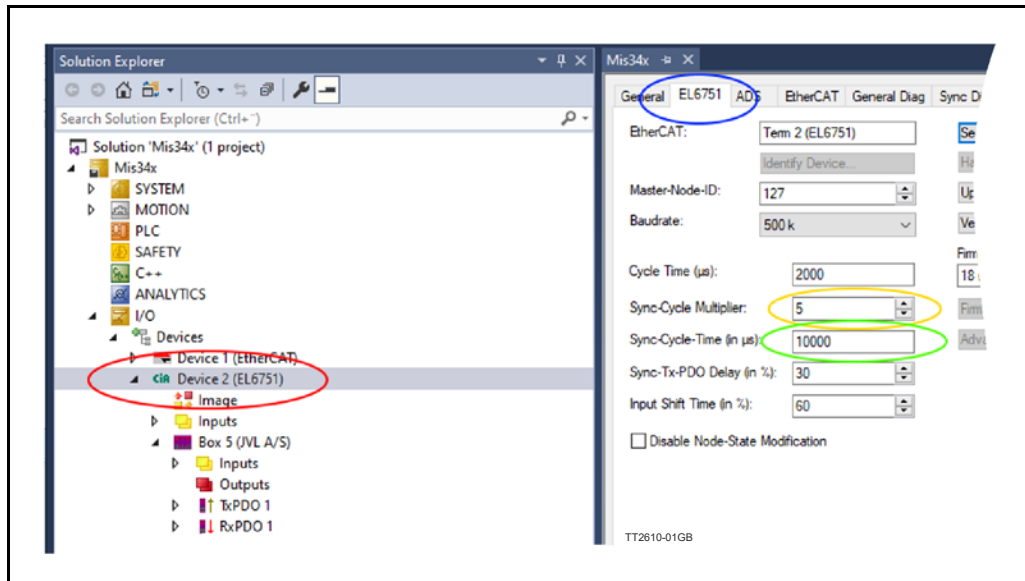 Solution Explorer
Search Solution Explorer (Ctrl+¨)
Solution 'Mis34x' (1 project)
Mis34x
SYSTEM
MOTION
PLC
SAFETY
C++
ANALYTICS
I/O
Devices
Device 1 (EtherCAT)
CiA Device 2 (EL6751)
Image
Inputs
Box 5 (JVL A/S)
Inputs
Outputs
TxPDO 1
RxPDO 1
Mis34x
General EL6751 ADS EtherCAT General Diag Sync
EtherCAT: Term 2 (EL6751)
Identify Device...
Master-Node-ID: 127
Baudrate: 500 k
Cycle Time (µs): 2000
Sync-Cycle Multiplier: 5
Sync-Cycle-Time (in µs): 10000
Sync-Tx-PDO Delay (in %): 30
Input Shift Time (in %): 60
Disable Node-State Modification
18
TT2610-01GB